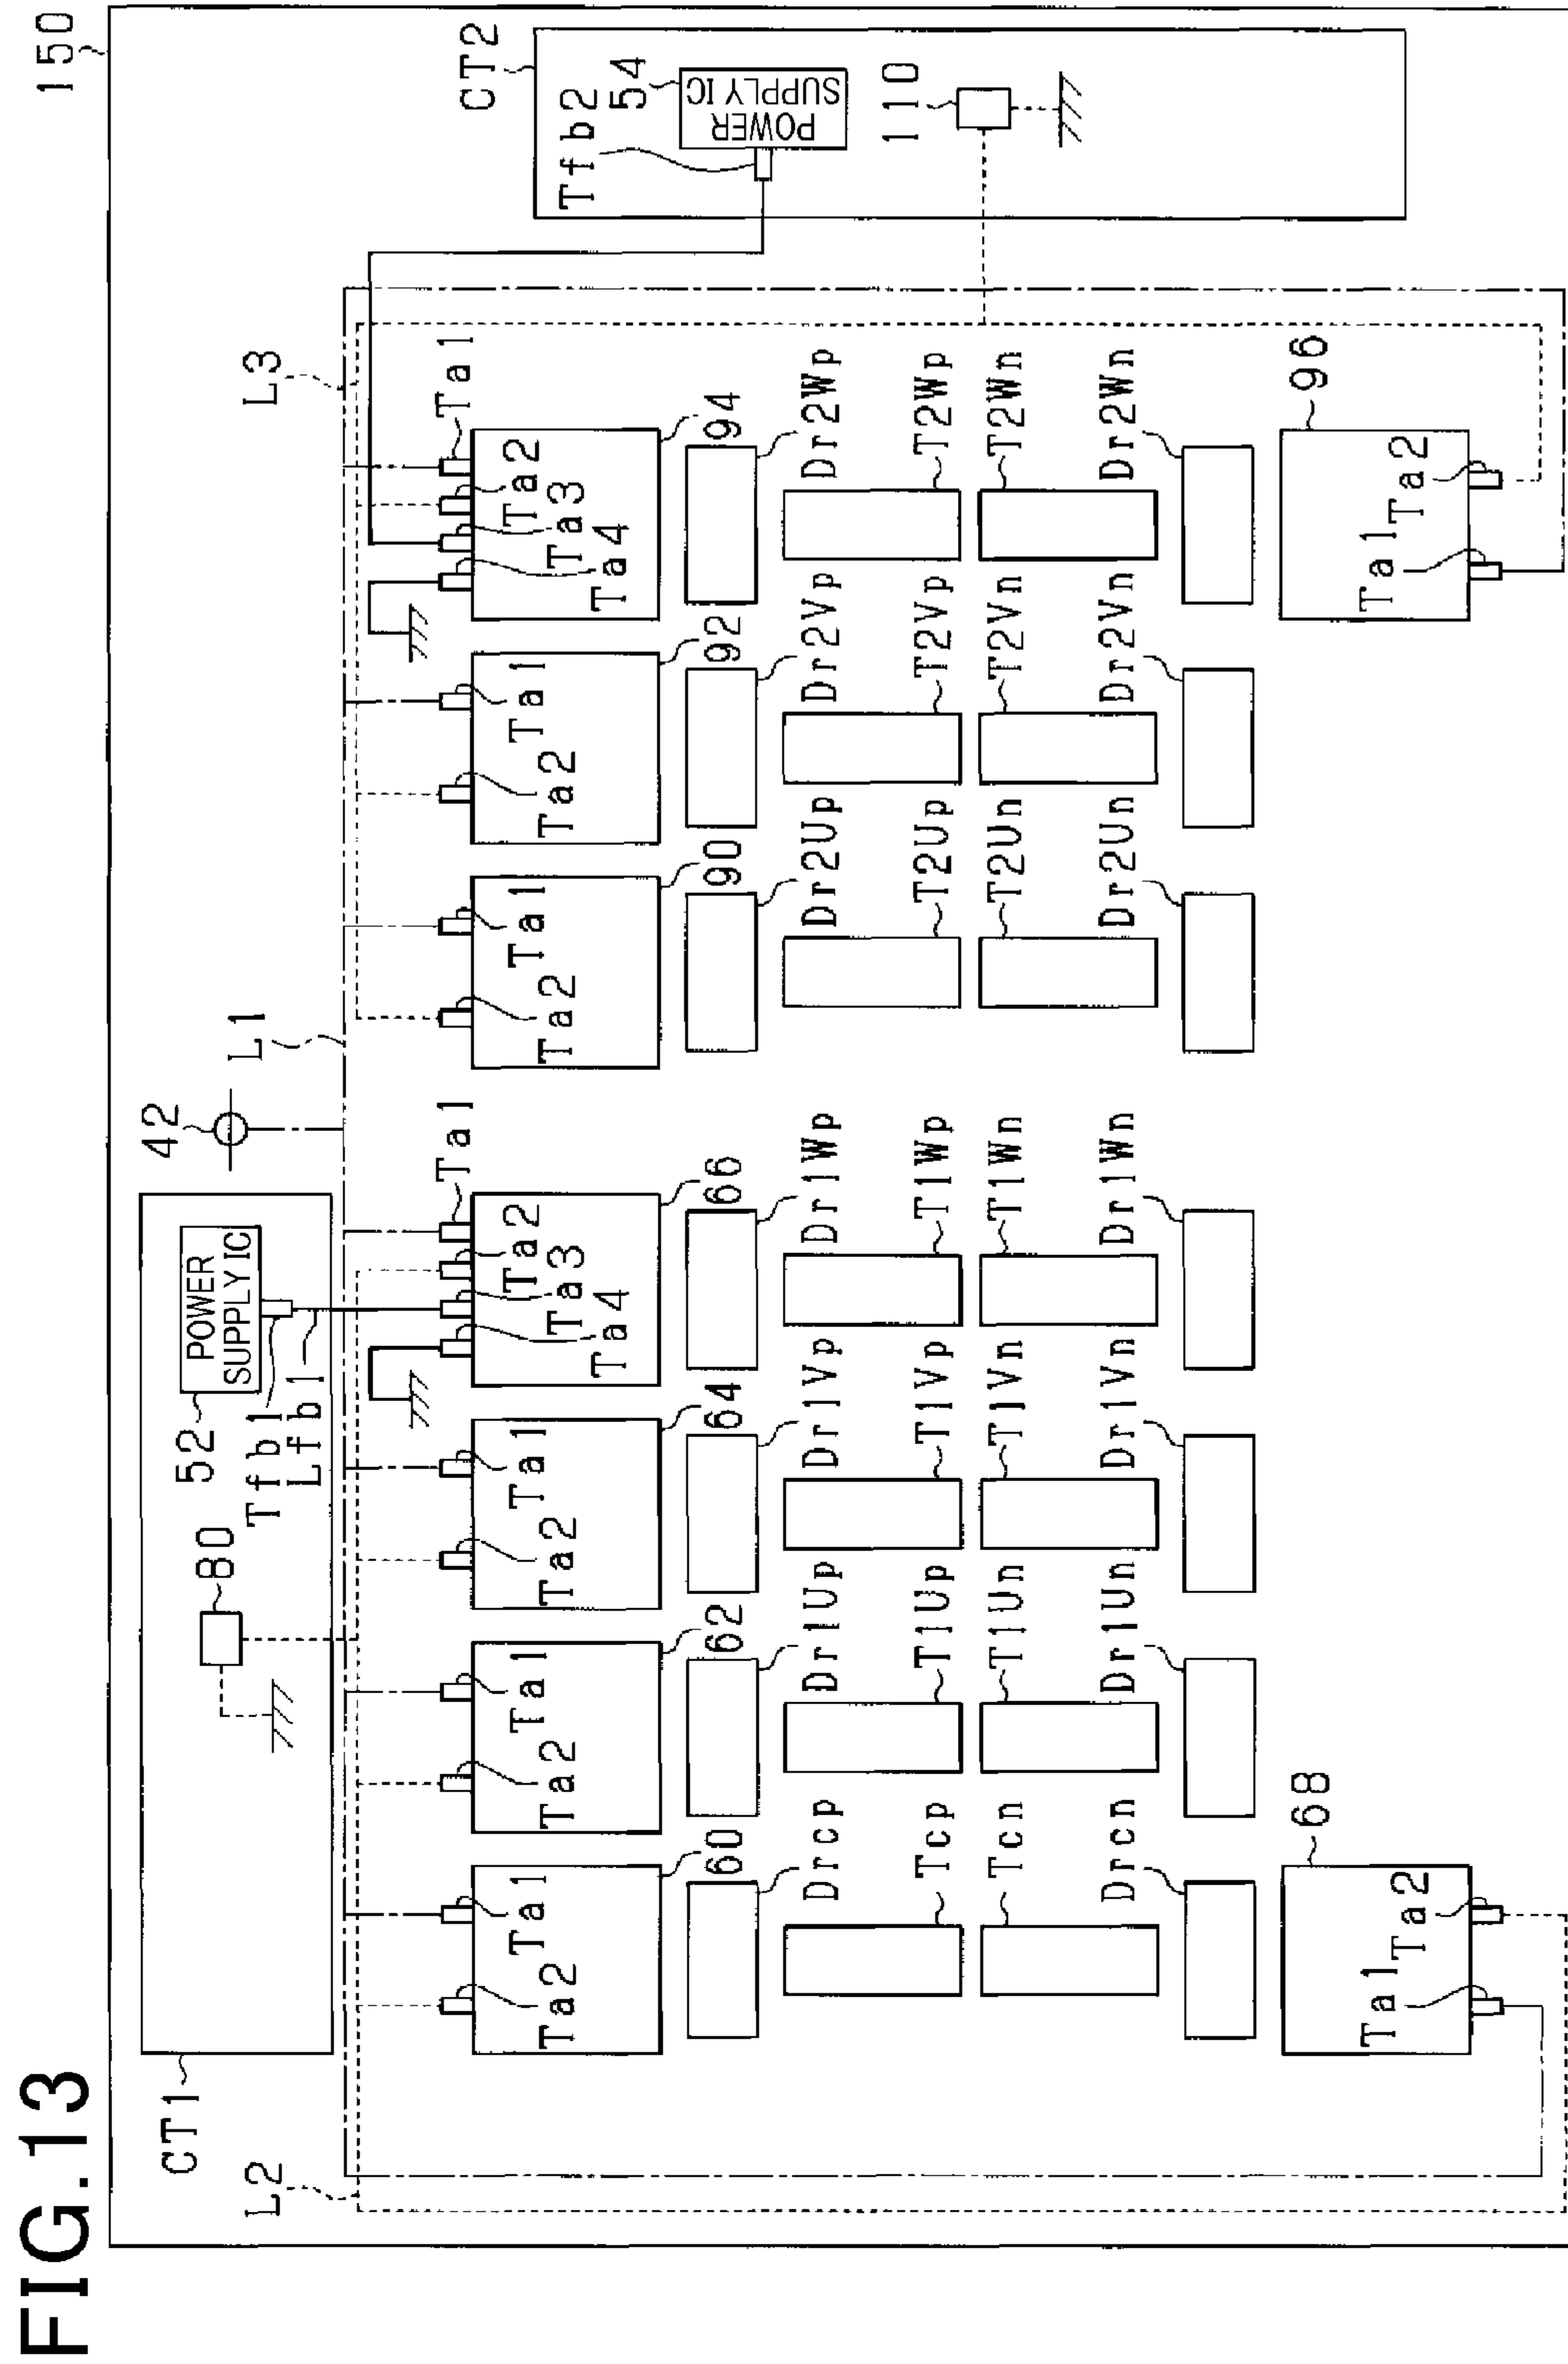 FIG.13
150
CT1
52
POWER
SUPPLY IC
80
Tfb1
Lfb1
42
L1
L2
L3
CT2
Tfb2
54
POWER
SUPPLY IC
110
Ta1
Ta2
60
Ta1
Ta2
62
Ta1
Ta2
64
Ta1
Ta2
Ta3
Ta4
66
Ta1
Ta2
90
Ta1
Ta2
92
Ta1
Ta2
Ta3
Ta4
94
Drcp
Dr1Up
Dr1Vp
Dr1Wp
Dr2Up
Dr2Vp
Dr2Wp
Tcp
T1Up
T1Vp
T1Wp
T2Up
T2Vp
T2Wp
Tcn
T1Un
T1Vn
T1Wn
T2Un
T2Vn
T2Wn
Drcn
Dr1Un
Dr1Vn
Dr1Wn
Dr2Un
Dr2Vn
Dr2Wn
68
Ta1
Ta2
96
Ta1
Ta2